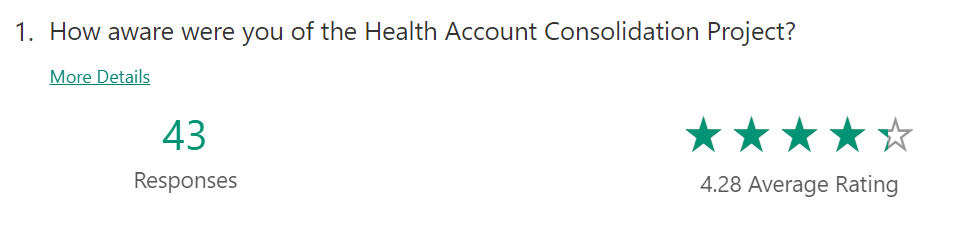 1. How aware were you of the Health Account Consolidation Project?
More Details
43
Responses
4.28 Average Rating